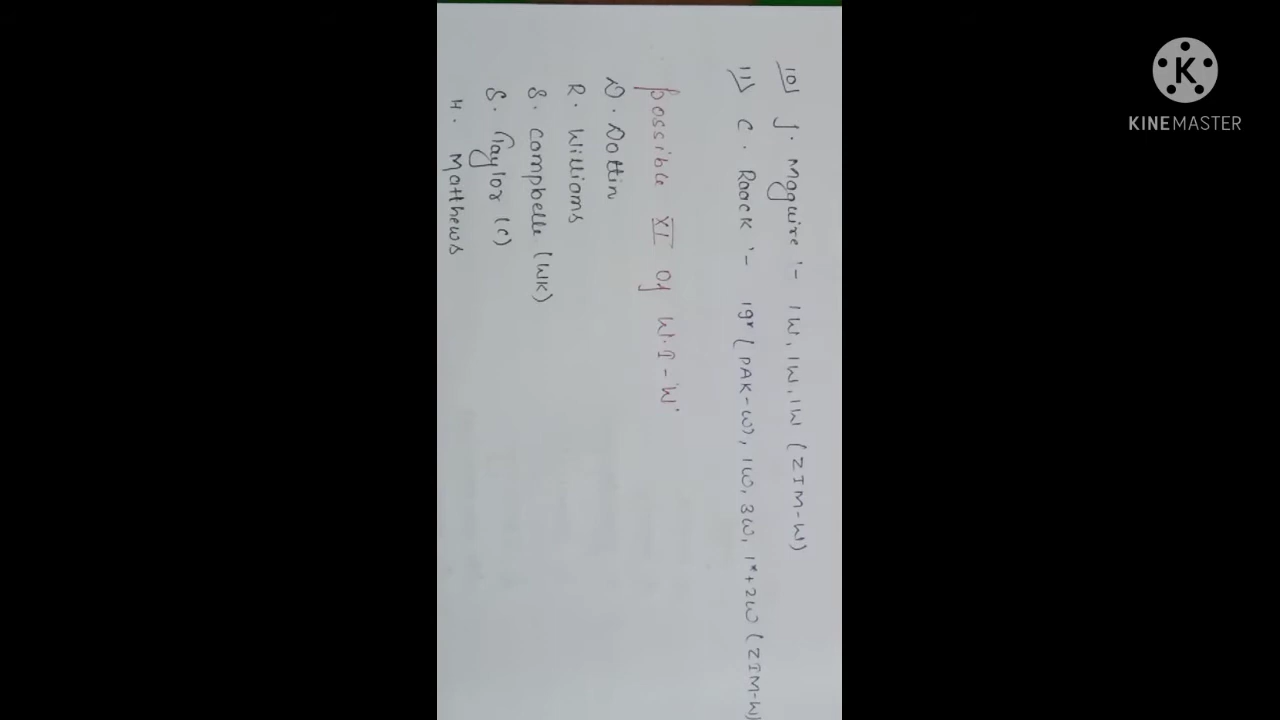 10) J. Maguire :- 1W, 1W, 1W (ZIM-W)
11) C. Raack :- 19* (PAK-W), 1W, 3W, 1*+2W (ZIM-W)
Possible XI Of W.I-W.
D. Dottin
R. Williams
S. Campbelle (WK)
S. Taylor (C)
H. Matthews
K
KINEMASTER